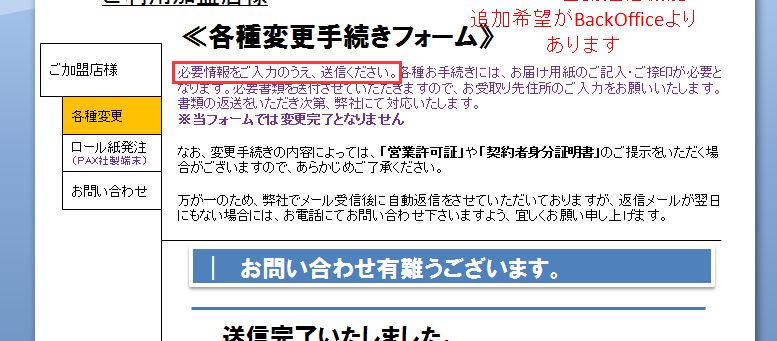 ご利用加盟店様
追加希望がBackOfficeより
あります
≪各種変更手続きフォーム》
ご加盟店様
各種変更
ロール紙発注
(PAX社製端末)
お問い合わせ
必要情報をご入力のうえ、送信ください。各種お手続きには、お届け用紙のご記入・ご捺印が必要と
なります。必要書類を送付させていただきますので、お受取り先住所のご入力をお願いいたします。
書類の返送をいただき次第、弊社にて対応いたします。
※当フォームでは変更完了となりません
なお、変更手続きの内容によっては、「営業許可証」や「契約者身分証明書」のご提示をいただく場
合がございますので、あらかじめご了承ください。
万が一のため、弊社でメール受信後に自動返信をさせていただいておりますが、返信メールが翌日
にもない場合には、お電話にてお問い合わせ下さいますよう、宜しくお願い申し上げます。
｜ お問い合わせ有難うございます。
送信完了いたしました。